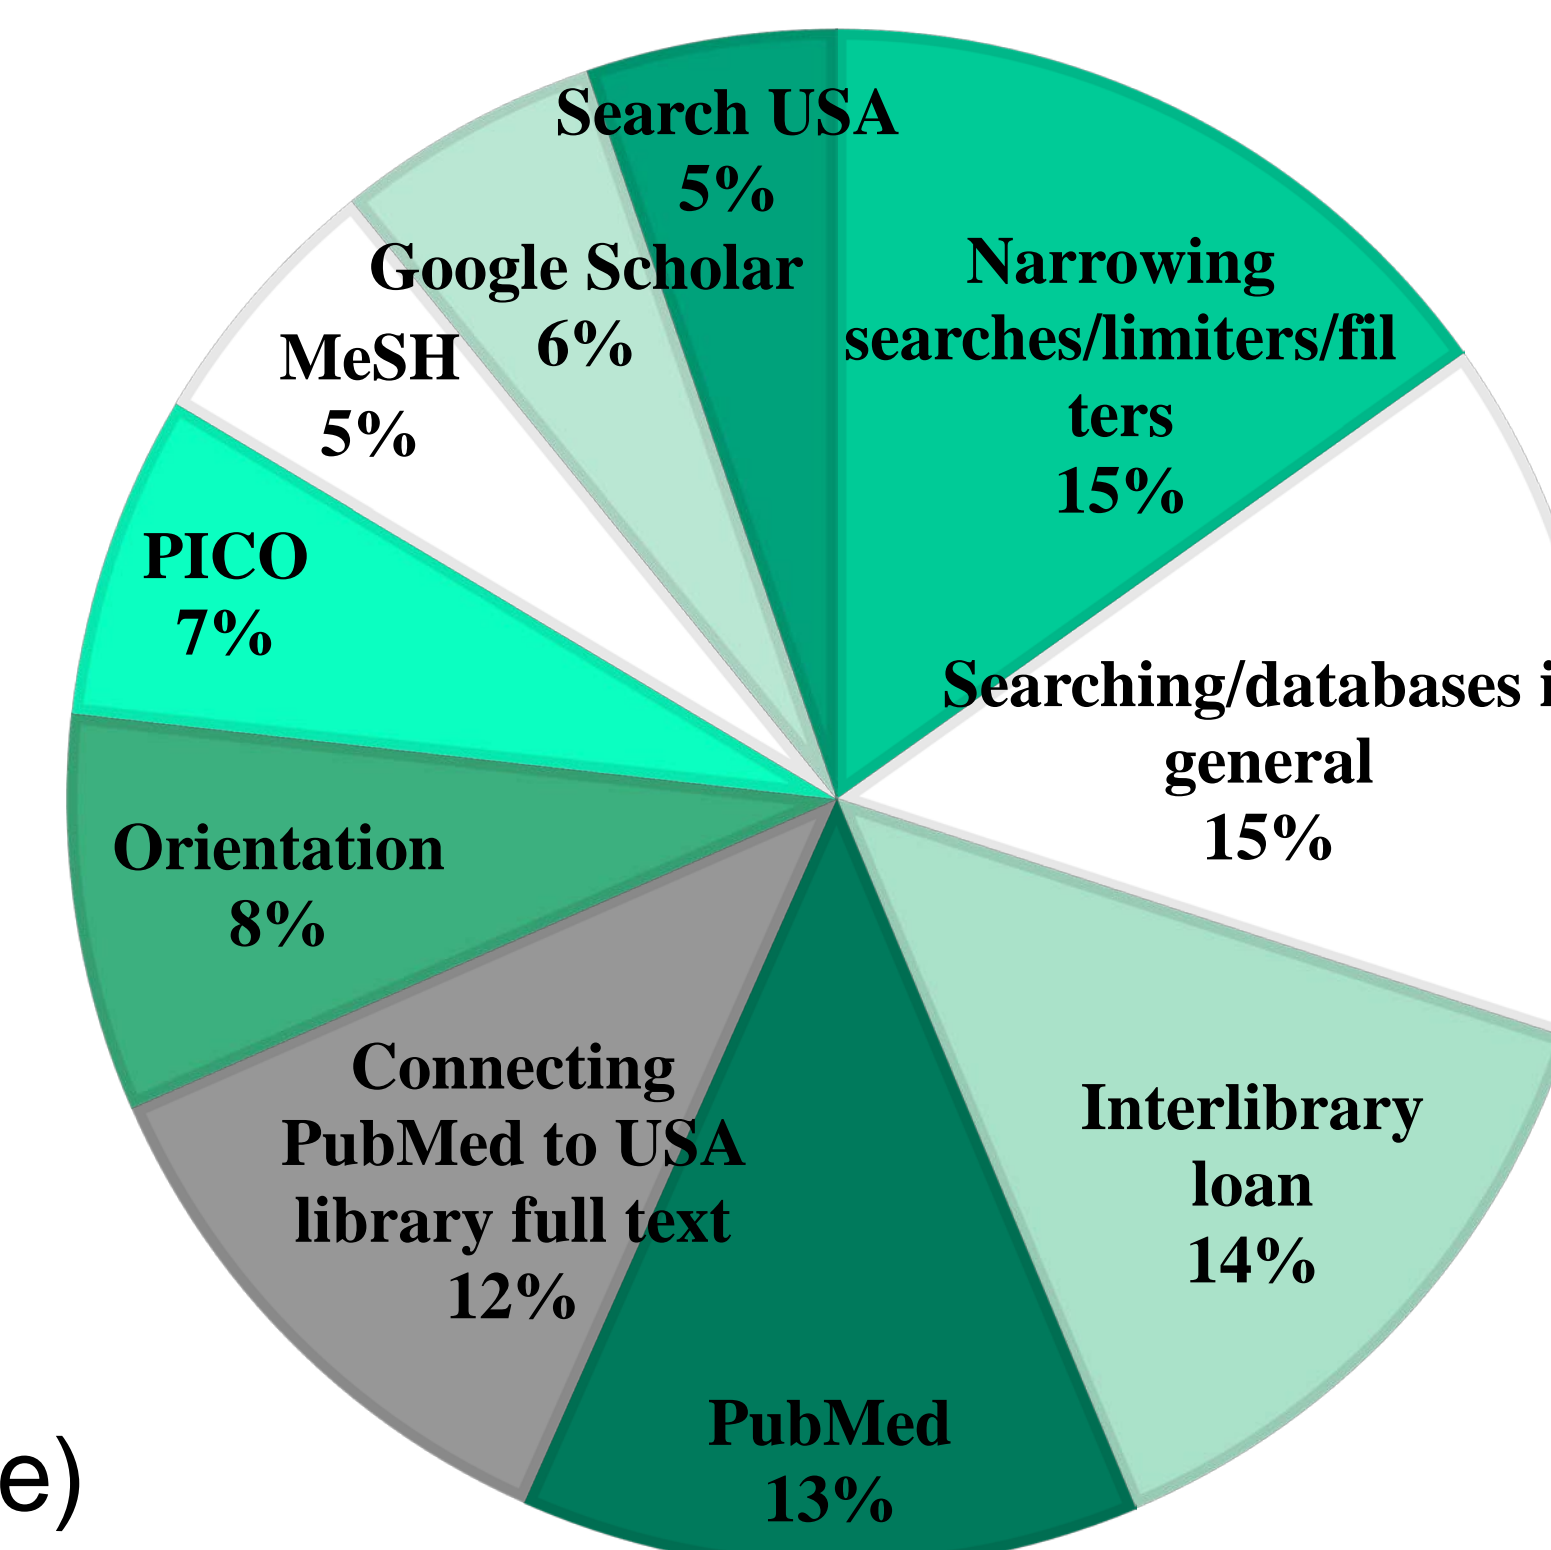 Search USA
5%
Narrowing
searches/limiters/fil
ters
15%
Google Scholar
6%
MeSH
5%
PICO
7%
Searching/databases i
general
15%
Orientation
8%
Connecting
PubMed to USA
library full text
12%
Interlibrary
loan
14%
PubMed
13%
e)